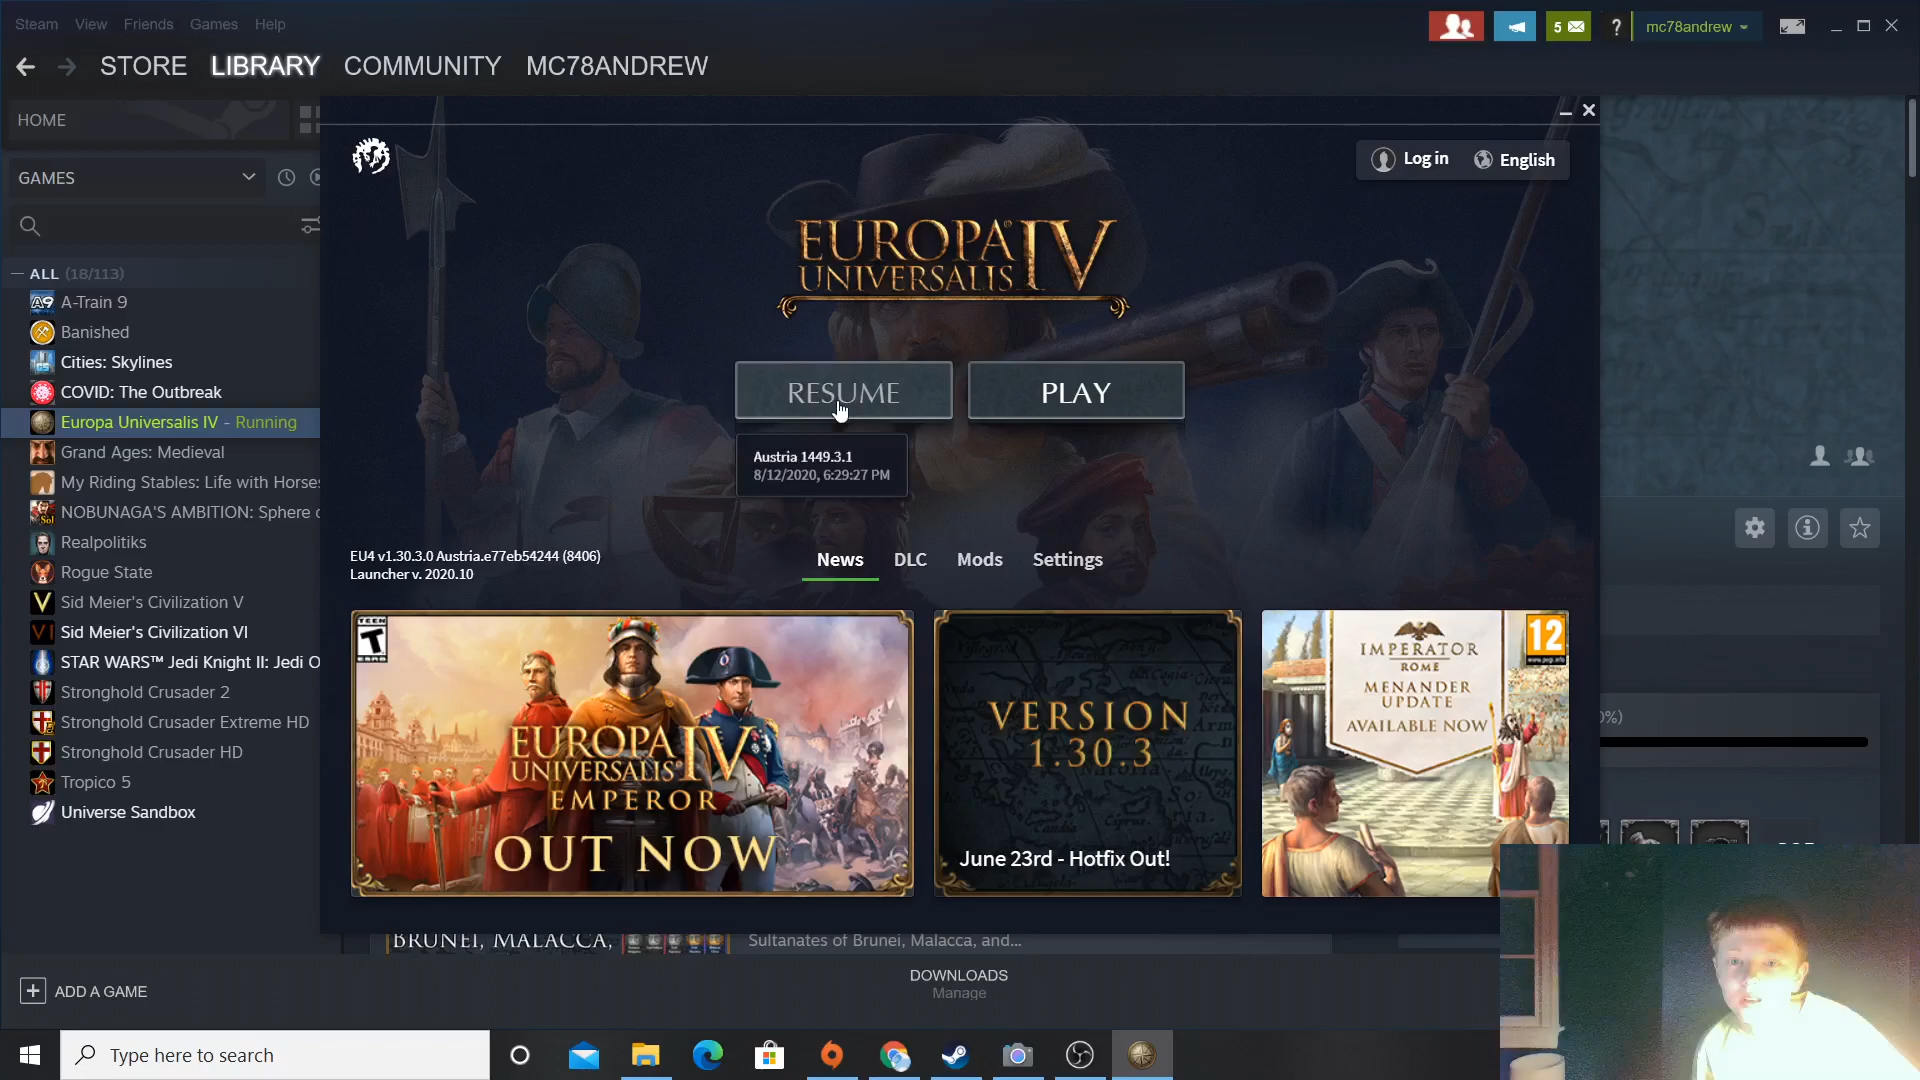 Steam View Friends Games Help
5 ? mc78andrew
STORE LIBRARY COMMUNITY MC78ANDREW
HOME
GAMES
Log in English
EUROPA
UNIVERSALIS IV
ALL (18/113)
A-Train 9
Banished
Cities: Skylines
COVID: The Outbreak
Europa Universalis IV - Running
Grand Ages: Medieval
My Riding Stables: Life with Horses
NOBUNAGA'S AMBITION: Sphere
Realpolitiks
Rogue State
Sid Meier's Civilization V
Sid Meier's Civilization VI
STAR WARS™ Jedi Knight II: Jedi O
Stronghold Crusader 2
Stronghold Crusader Extreme HD
Stronghold Crusader HD
Tropico 5
Universe Sandbox
RESUME PLAY
Austria 1449.3.1
8/12/2020, 6:29:27 PM
EU4 v1.30.3.0 Austria.e77eb54244 (8406)
Launcher v. 2020.10
News DLC Mods Settings
TEEN
T
ESRB
EUROPA
UNIVERSALIS IV
EMPEROR
OUT NOW
VERSION
1.30.3
June 23rd - Hotfix Out!
IMPERATOR
ROME
MENANDER
UPDATE
AVAILABLE NOW
12
www.pegi.info
0%)
BRUNEI, MALACCA,
Sultanates of Brunei, Malacca, and...
ADD A GAME
DOWNLOADS
Manage
Type here to search